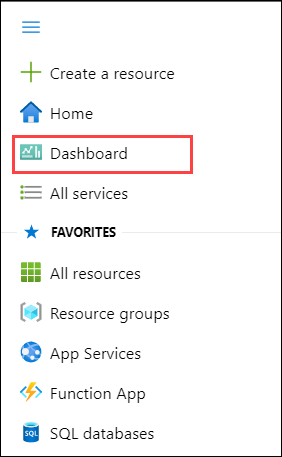 Create a resource
Home
Dashboard
All services
FAVORITES
All resources
Resource groups
App Services
Function App
SQL
SQL databases